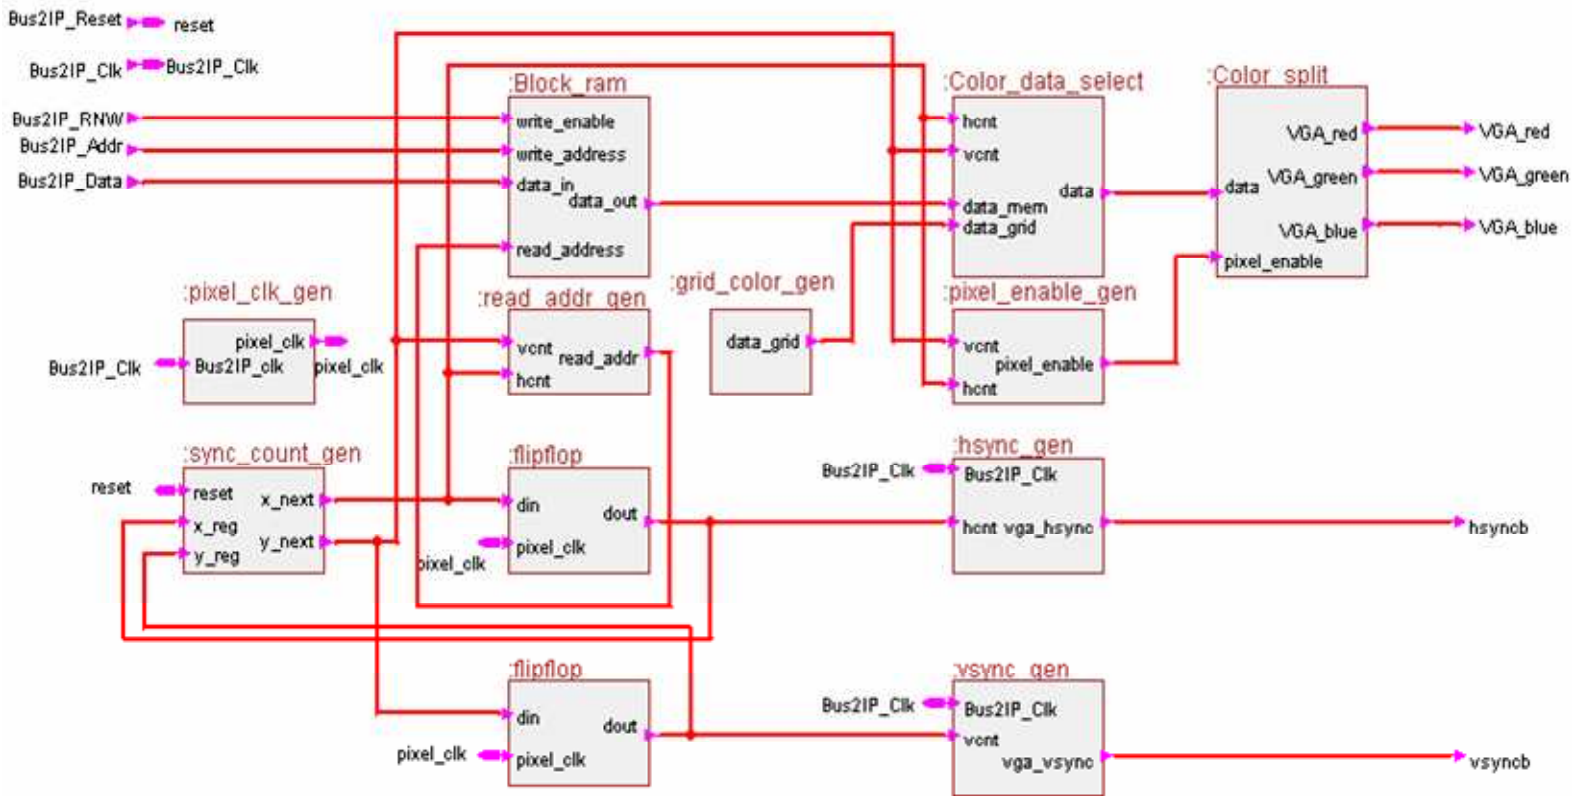 Bus2IP_Reset
reset
Bus2IP_Clk
Bus2IP_Clk
Bus2IP_RNW
Bus2IP_Addr
Bus2IP_Data
:Block_ram
write_enable
write_address
data_in
data_out
read_address
:Color_data_select
hcnt
vcnt
data
data_mem
data_grid
:Color_split
VGA_red
VGA_green
data
VGA_blue
pixel_enable
VGA_red
VGA_green
VGA_blue
:pixel_clk_gen
pixel_clk
Bus2IP_clk
Bus2IP_Clk
pixel_clk
:read_addr_gen
vcnt
read_addr
hcnt
:grid_color_gen
data_grid
:pixel_enable_gen
vcnt
pixel_enable
hcnt
:sync_count_gen
reset
reset
x_next
x_reg
y_next
y_reg
:flipflop
din
dout
pixel_clk
pixel_clk
:hsync_gen
Bus2IP_Clk
Bus2IP_Clk
hcnt vga_hsync
hsyncb
:flipflop
din
dout
pixel_clk
pixel_clk
:vsync_gen
Bus2IP_Clk
Bus2IP_Clk
vcnt
vga_vsync
vsyncb